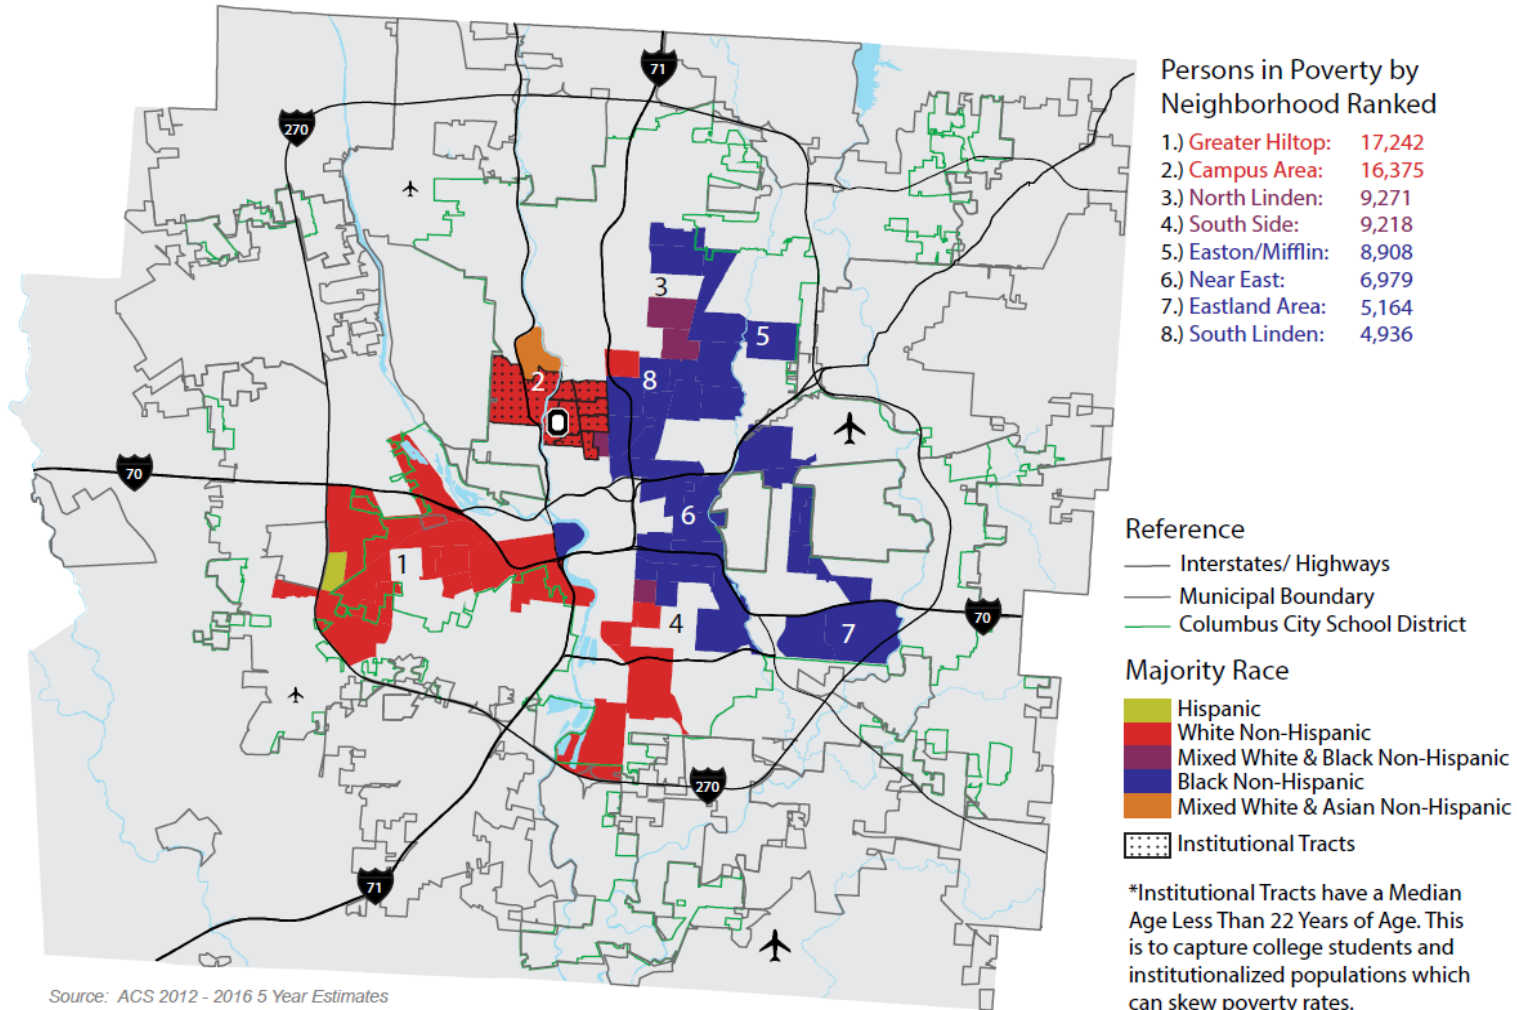 71
270
Persons in Poverty by
Neighborhood Ranked
1.) Greater Hiltop: 17,242
2.) Campus Area: 16,375
3.) North Linden: 9,271
4.) South Side: 9,218
5.) Easton/Mifflin: 8,908
6.) Near East: 6,979
7.) Eastland Area: 5,164
8.) South Linden: 4,936
3
5
2
8
70
6
1
4
7
70
270
71
Reference
Interstates/ Highways
Municipal Boundary
Columbus City School District
Majority Race
Hispanic
White Non-Hispanic
Mixed White & Black Non-Hispanic
Black Non-Hispanic
Mixed White & Asian Non-Hispanic
Institutional Tracts
*Institutional Tracts have a Median
Age Less Than 22 Years of Age. This
is to capture college students and
institutionalized populations which
can skew poverty rates.
Source: ACS 2012 - 2016 5 Year Estimates